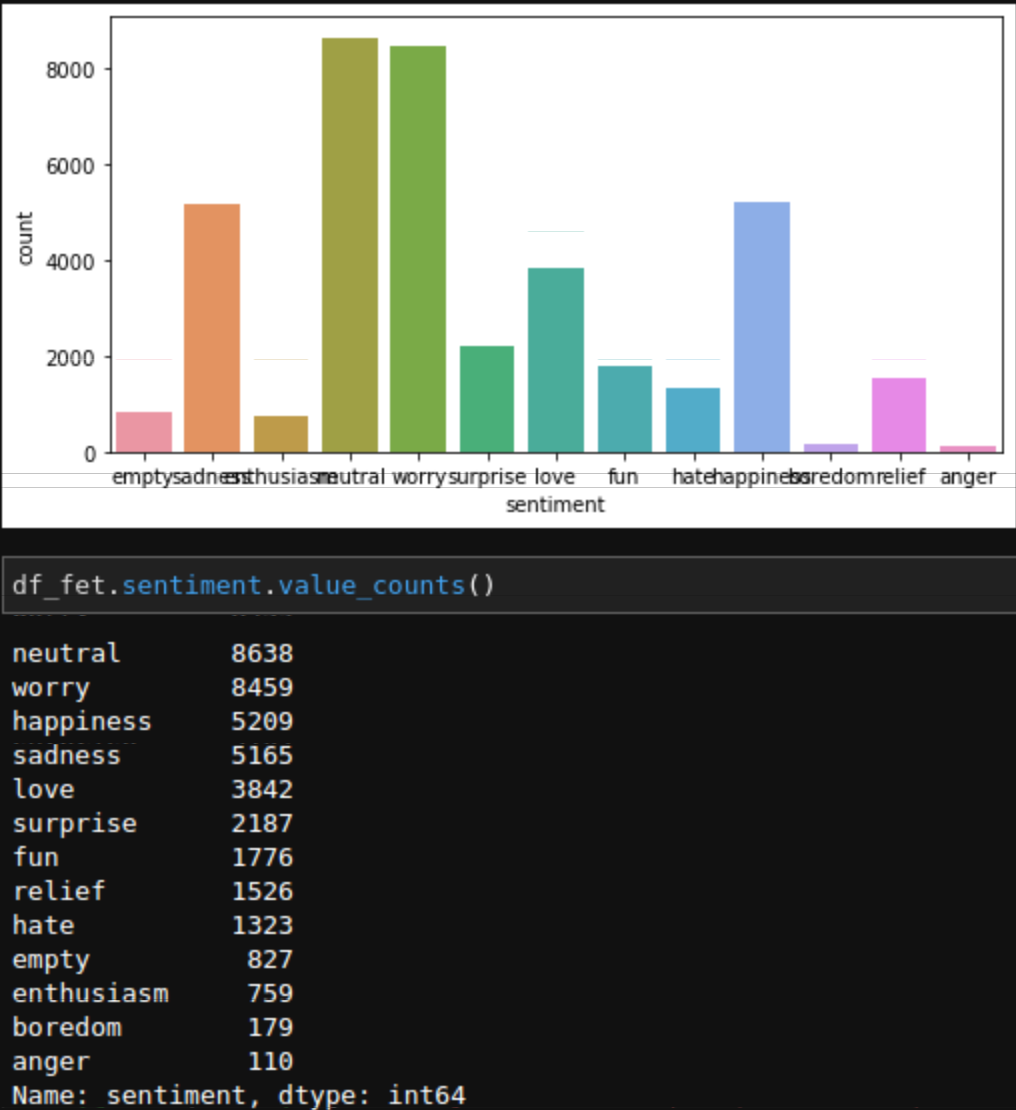 8000
6000
4000
2000
0
count
empty sadness enthusiasm neutral worry surprise love fun hate happiness boredom relief anger
sentiment
df_fet.sentiment.value_counts()
neutral 8638
worry 8459
happiness 5209
sadness 5165
love 3842
surprise 2187
fun 1776
relief 1526
hate 1323
empty 827
enthusiasm 759
boredom 179
anger 110
Name: sentiment, dtype: int64